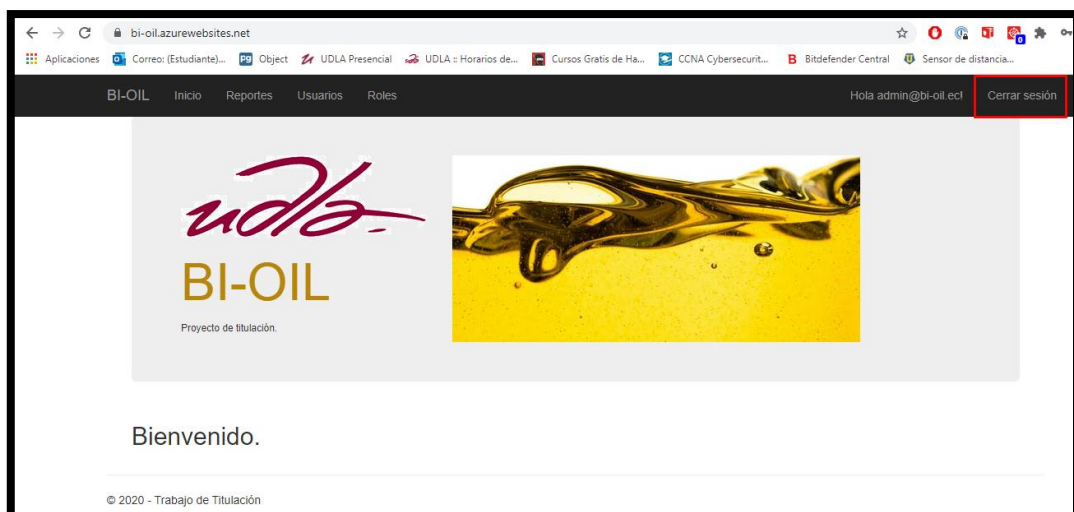 bi-oil.azurewebsites.net
Aplicaciones Correo: (Estudiante)... Object UDLA Presencial UDLA :: Horarios de... Cursos Gratis de Ha... CCNA Cybersecurit... Bitdefender Central Sensor de distancia...
BI-OIL Inicio Reportes Usuarios Roles Hola admin@bi-oil.ec! Cerrar sesión
udla-
BI-OIL
Proyecto de titulación.
Bienvenido.
© 2020 - Trabajo de Titulación